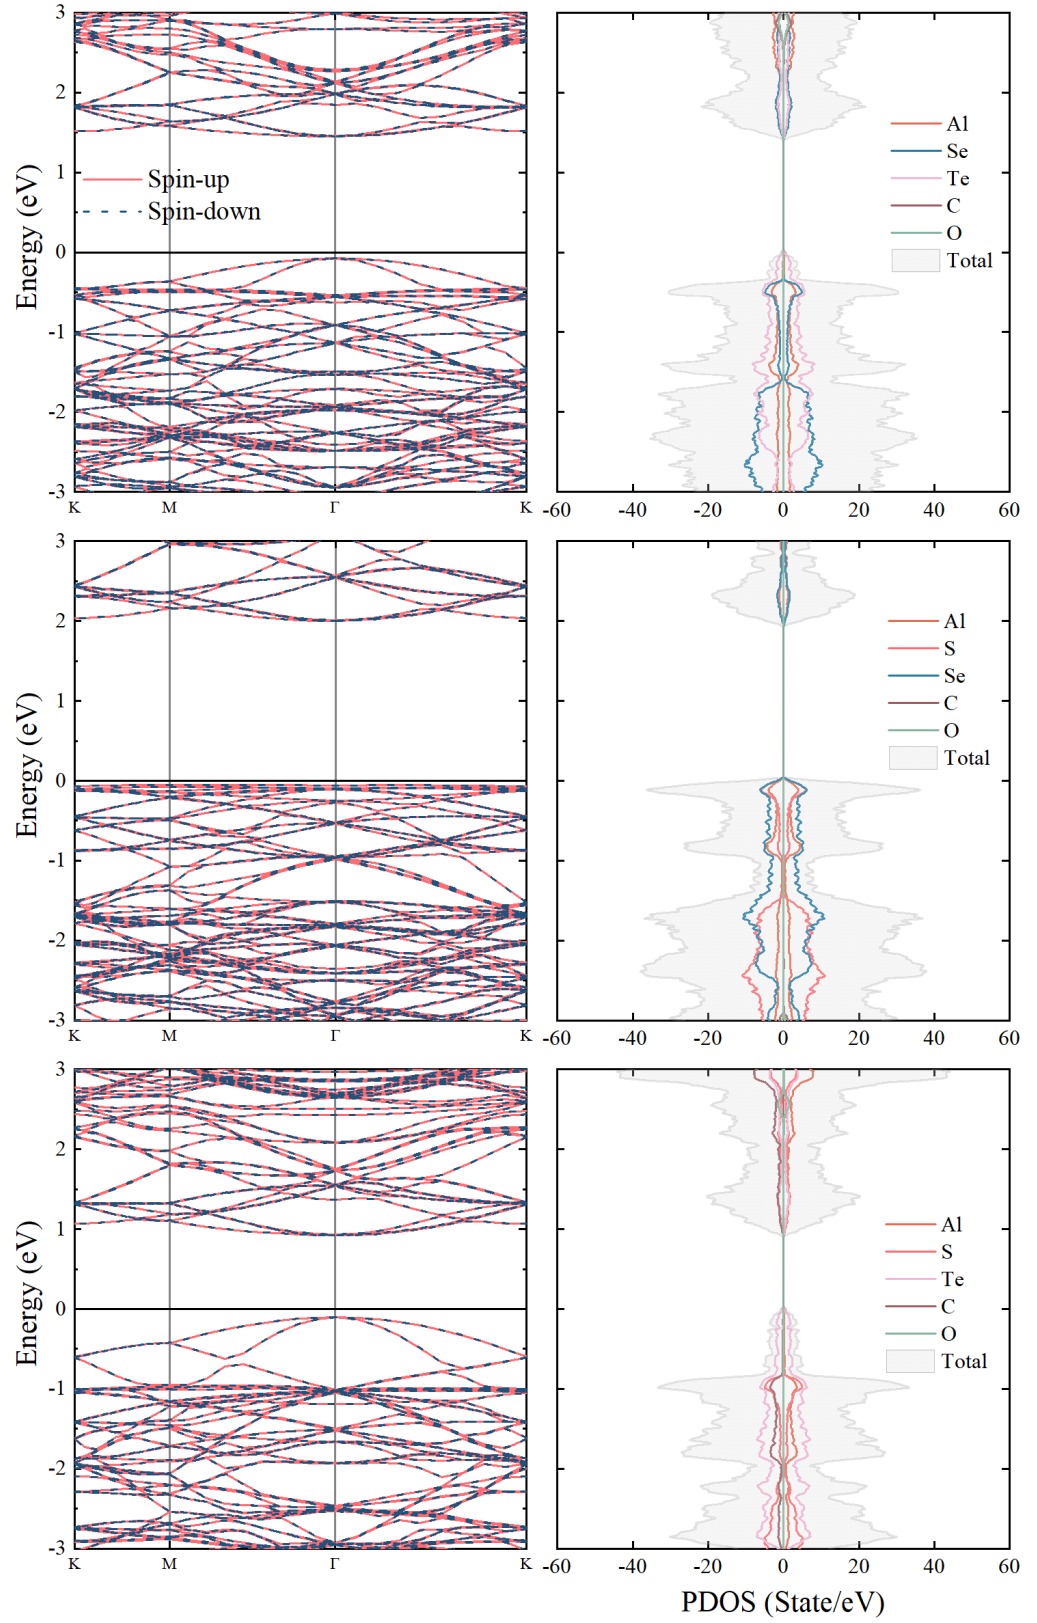 3
2
1
0
-1
-2
-3
Energy (eV)
Spin-up
Spin-down
K
M
Γ
K
Al
Se
Te
C
O
Total
-60
-40
-20
0
20
40
60
3
2
1
0
-1
-2
-3
Energy (eV)
K
M
Γ
K
Al
S
Se
C
O
Total
-60
-40
-20
0
20
40
60
3
2
1
0
-1
-2
-3
Energy (eV)
K
M
Γ
K
Al
S
Te
C
O
Total
-60
-40
-20
0
20
40
60
PDOS (State/eV)